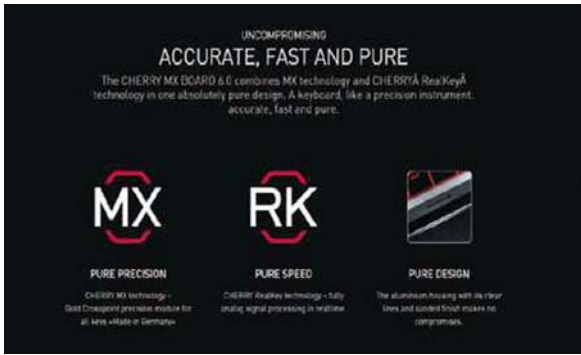 UNCOMPROMISING
ACCURATE, FAST AND PURE
The CHERRY MX BOARD 6.0 combines MX technology and CHERRYÂ RealKeyÂ
technology in one absolutely pure design. A keyboard, like a precision instrument:
accurate, fast and pure.
MX
PURE PRECISION
CHERRY MX technology –
Gold Crosspoint precision module for
all keys »Made in Germany«
RK
PURE SPEED
CHERRY RealKey technology – fully
analog signal processing in realtime
PURE DESIGN
The aluminium housing with its clear
lines and sanded finish makes no
compromises.